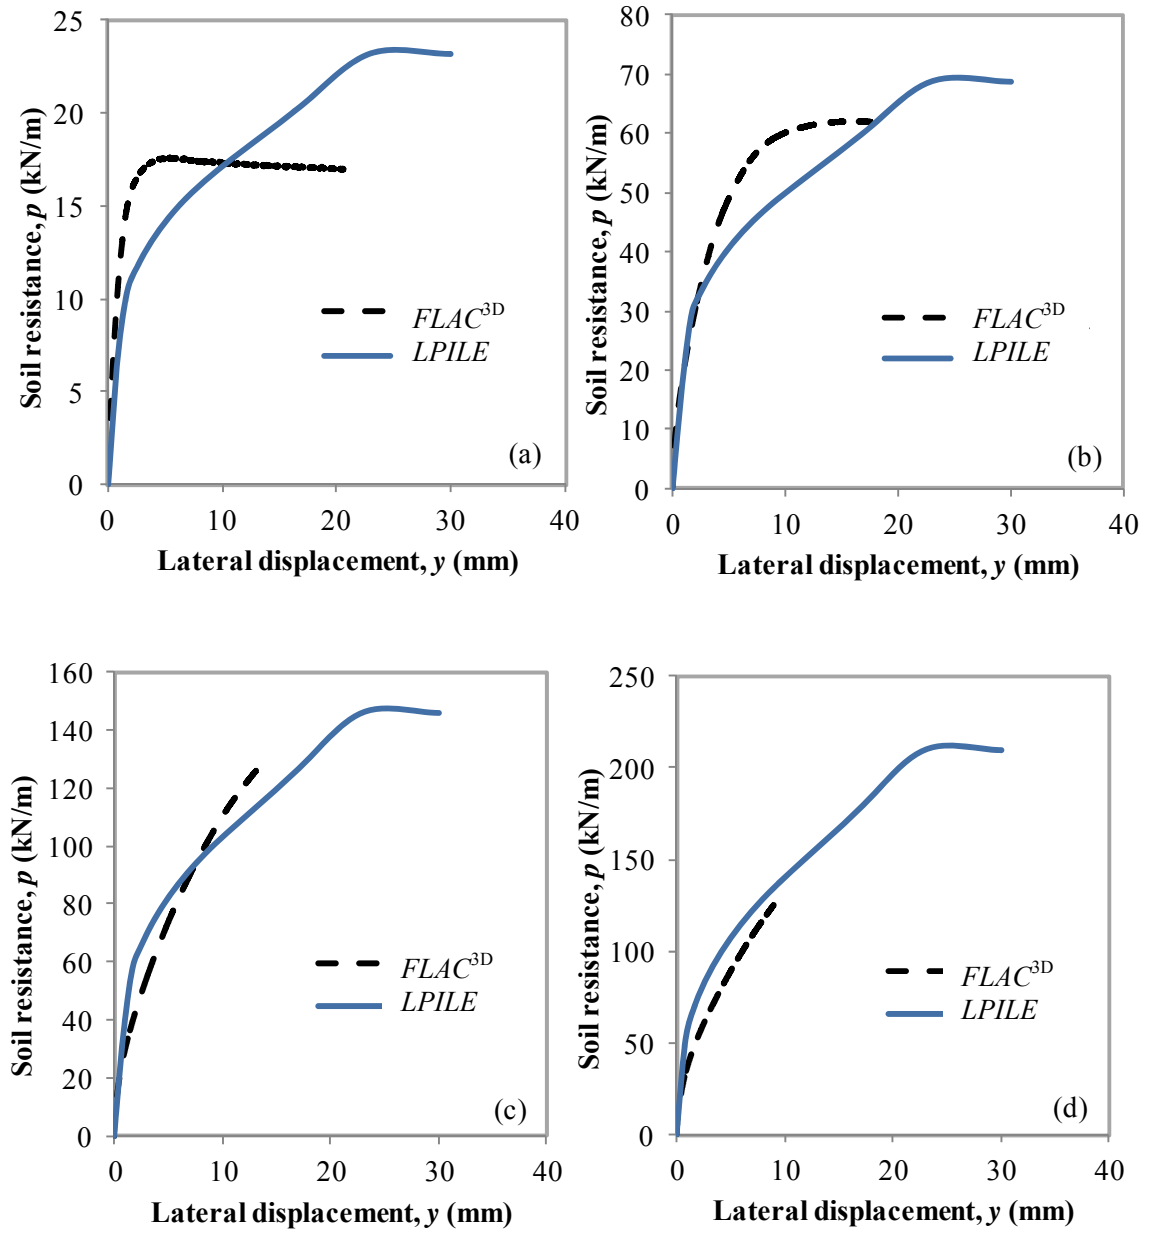 25
20
15
10
5
0
0 10 20 30 40
Soil resistance, p (kN/m)
Lateral displacement, y (mm)
FLAC3D
LPILE
(a)
80
70
60
50
40
30
20
10
0
0 10 20 30 40
Soil resistance, p (kN/m)
Lateral displacement, y (mm)
FLAC3D
LPILE
(b)
160
140
120
100
80
60
40
20
0
0 10 20 30 40
Soil resistance, p (kN/m)
Lateral displacement, y (mm)
FLAC3D
LPILE
(c)
250
200
150
100
50
0
0 10 20 30 40
Soil resistance, p (kN/m)
Lateral displacement, y (mm)
FLAC3D
LPILE
(d)